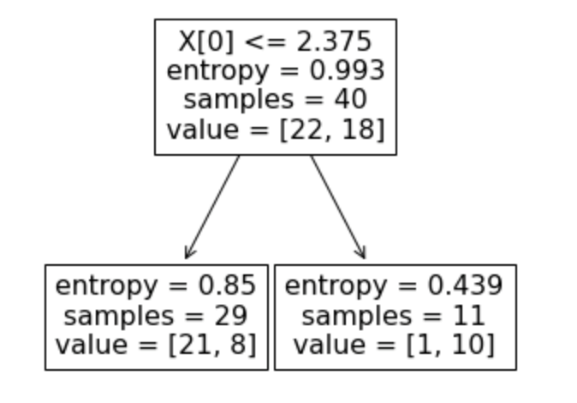 X[0] <= 2.375
entropy = 0.993
samples = 40
value = [22, 18]
entropy = 0.85
samples = 29
value = [21, 8]
entropy = 0.439
samples = 11
value = [1, 10]